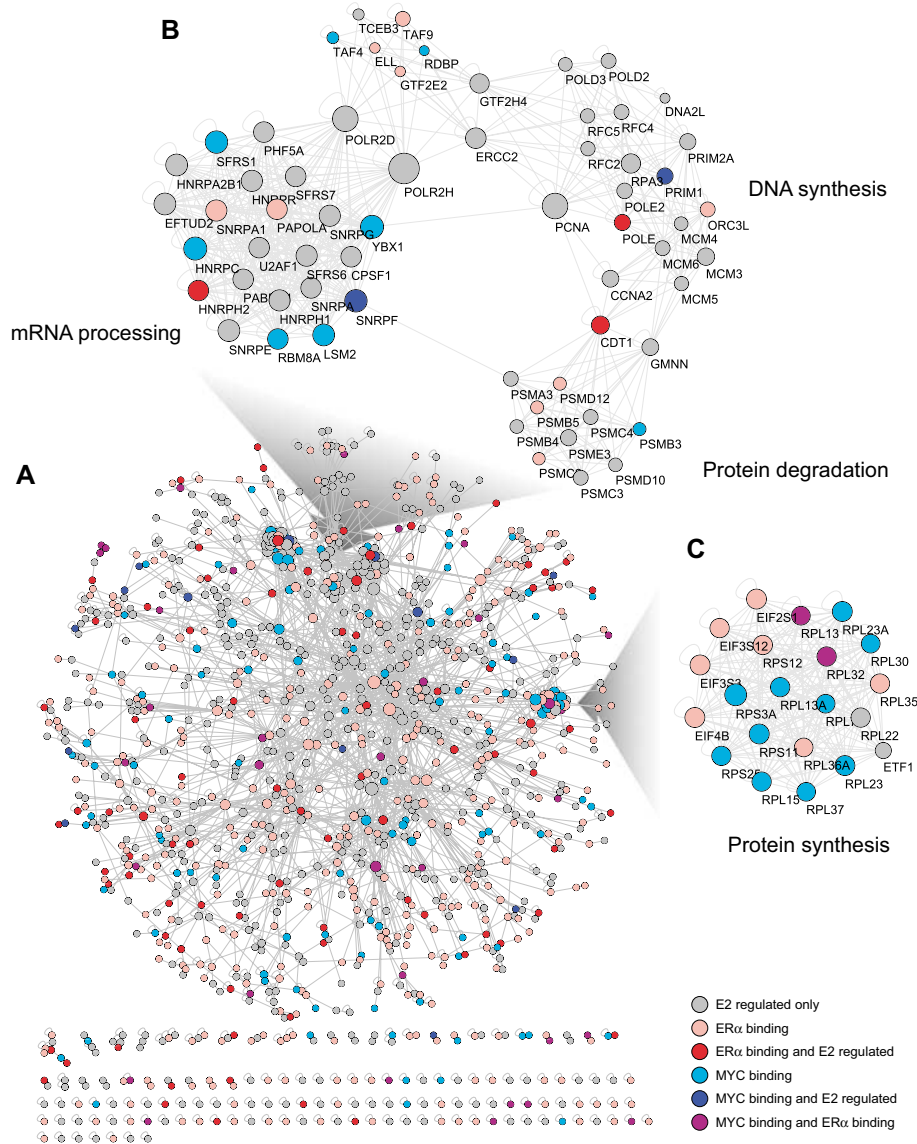 B
TCEB3
TAF9
TAF4
ELL
RDBP
GTF2E2
GTF2H4
POLR2D
ERCC2
POLR2H
POLD3
POLD2
DNA2L
RFC5
RFC4
PRIM2A
RFC2
RPA3
PRIM1
POLE2
PCNA
POLE
ORC3L
MCM4
MCM6
MCM3
CCNA2
MCM5
CDT1
GMNN
DNA synthesis
SFRS1
PHF5A
HNRPA2B1
HNRPR
SFRS7
EFTUD2
SNRPA1
PAPOLA
SNRPG
YBX1
HNRPC
U2AF1
SFRS6
CPSF1
HNRPH2
SNRPA
HNRPH1
SNRPF
SNRPE
RBM8A
LSM2
mRNA processing
PSMA3
PSMD12
PSMB5
PSMC4
PSMB3
PSMB4
PSME3
PSMD10
PSMC3
Protein degradation
A
C
EIF2S1
RPL13
RPL23A
EIF3S12
RPS12
RPL32
RPL30
RPL35
RPS3A
RPL13A
RPL22
EIF4B
RPS11
RPL36A
ETF1
RPS25
RPL23
RPL15
RPL37
Protein synthesis
E2 regulated only
ERα binding
ERα binding and E2 regulated
MYC binding
MYC binding and E2 regulated
MYC binding and ERα binding